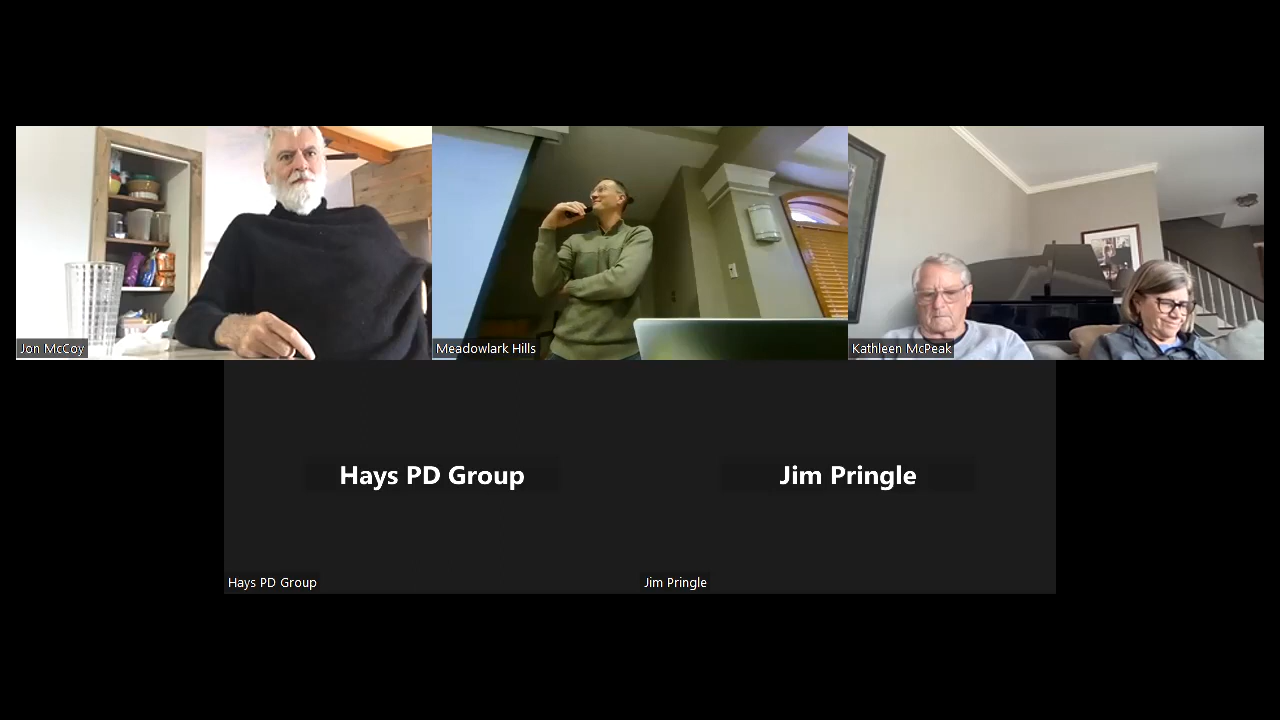 Jon McCoy
Meadowlark Hills
Kathleen McPeak
Hays PD Group
Jim Pringle
Hays PD Group
Jim Pringle